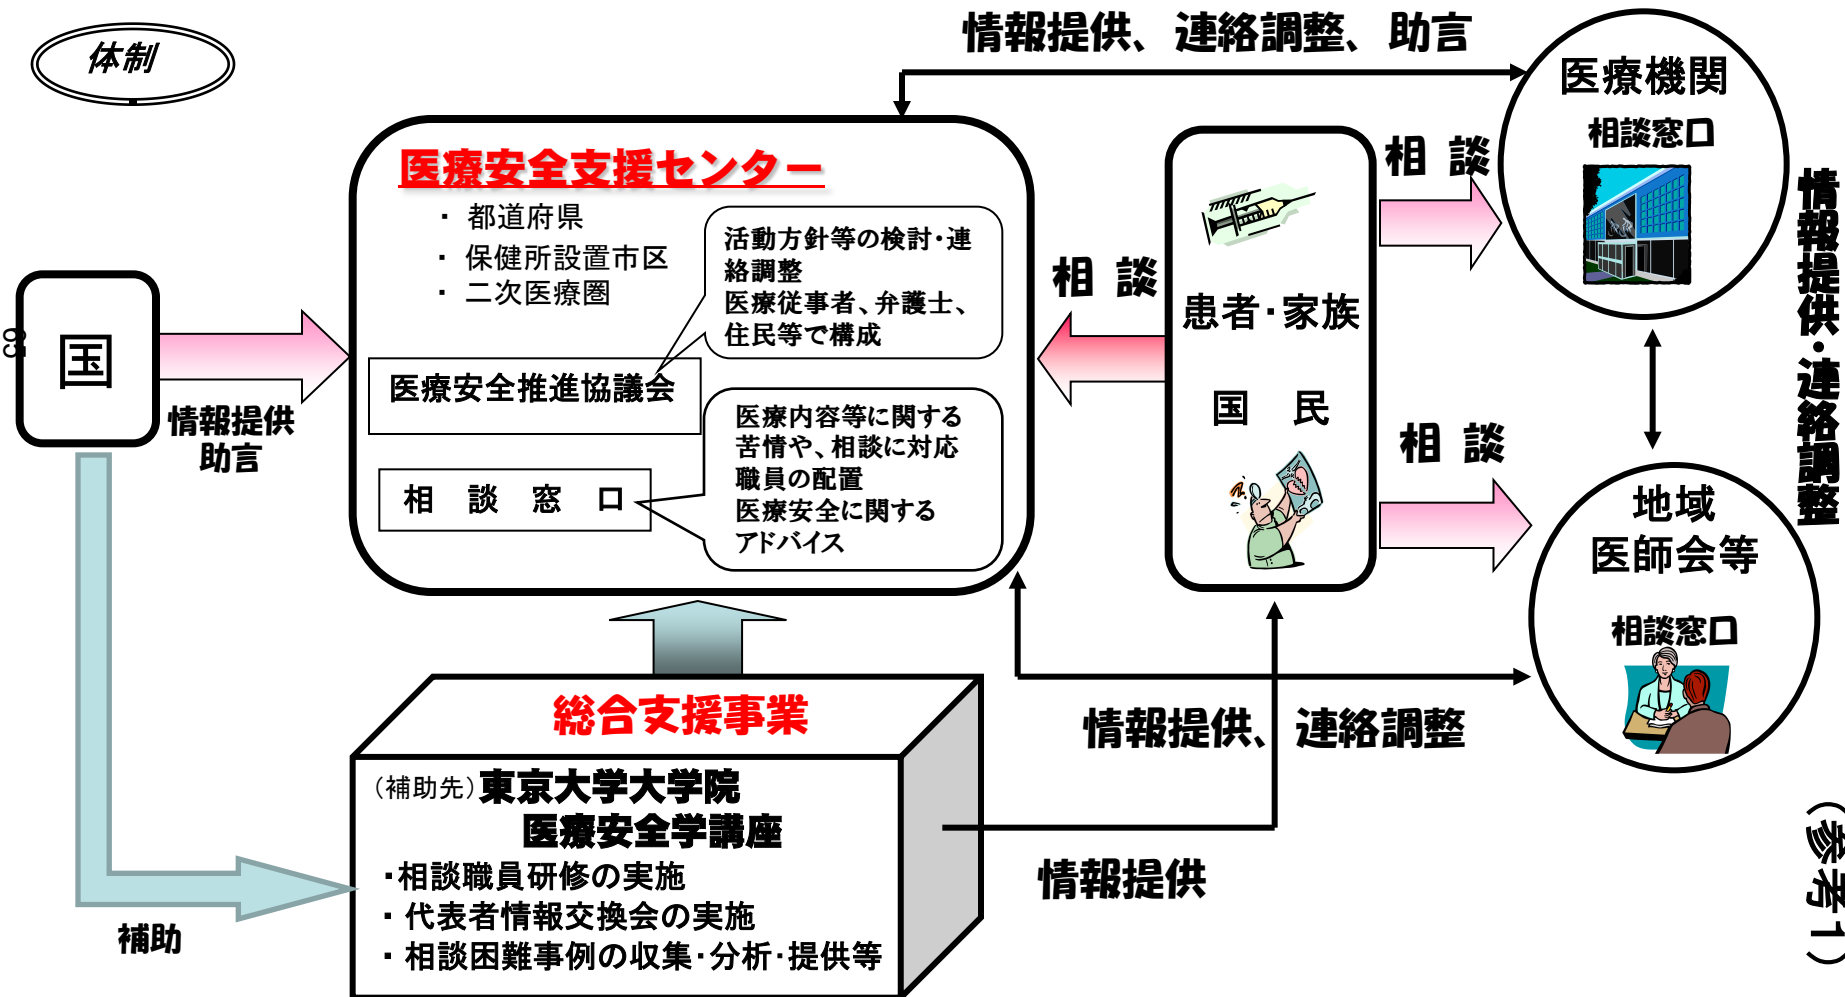 体制
情報提供、連絡調整、助言
医療機関
相談窓口
医療安全支援センター
・ 都道府県
・ 保健所設置市区
・ 二次医療圏
活動方針等の検討・連
絡調整
医療従事者、弁護士、
住民等で構成
医療安全推進協議会
医療内容等に関する
苦情や、相談に対応
職員の配置
医療安全に関する
アドバイス
相 談 窓 口
国
65
情報提供
助言
相 談
患者・家族
国 民
相 談
相 談
情報提供・連絡調整
地域
医師会等
相談窓口
総合支援事業
(補助先)東京大学大学院
医療安全学講座
・相談職員研修の実施
・代表者情報交換会の実施
・相談困難事例の収集・分析・提供等
情報提供、連絡調整
情報提供
補助
(参考1)